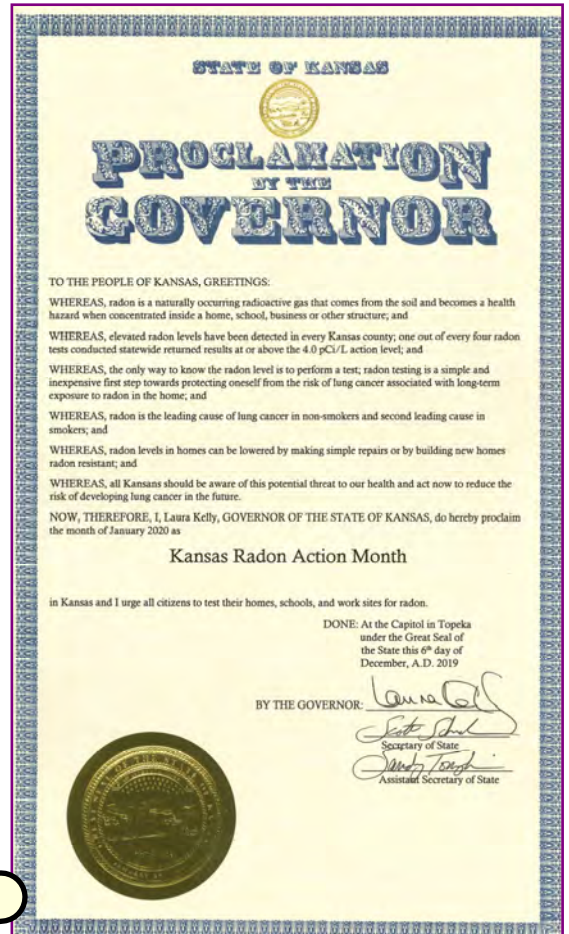 STATE OF KANSAS
PROCLAMATION
BY THE
GOVERNOR
TO THE PEOPLE OF KANSAS, GREETINGS:
WHEREAS, radon is a naturally occurring radioactive gas that comes from the soil and becomes a health
hazard when concentrated inside a home, school, business or other structure; and
WHEREAS, elevated radon levels have been detected in every Kansas county; one out of every four radon
tests conducted statewide returned results at or above the 4.0 pCi/L action level; and
WHEREAS, the only way to know the radon level is to perform a test; radon testing is a simple and
inexpensive first step towards protecting oneself from the risk of lung cancer associated with long-term
exposure to radon in the home; and
WHEREAS, radon is the leading cause of lung cancer in non-smokers and second leading cause in
smokers; and
WHEREAS, radon levels in homes can be lowered by making simple repairs or by building new homes
radon resistant; and
WHEREAS, all Kansans should be aware of this potential threat to our health and act now to reduce the
risk of developing lung cancer in the future.
NOW, THEREFORE, I, Laura Kelly, GOVERNOR OF THE STATE OF KANSAS, do hereby proclaim
the month of January 2020 as
Kansas Radon Action Month
in Kansas and I urge all citizens to test their homes, schools, and work sites for radon.
DONE: At the Capitol in Topeka
under the Great Seal of
the State this 6th day of
December, A.D. 2019
BY THE GOVERNOR:
Secretary of State
Assistant Secretary of State